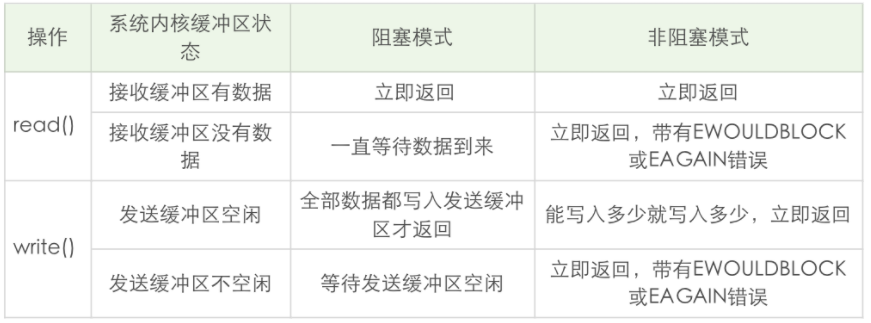 操作
系统内核缓冲区状
态
阻塞模式
非阻塞模式
read()
接收缓冲区有数据
立即返回
立即返回
接收缓冲区没有数
据
一直等待数据到来
立即返回，带有EWOULDBLOCK
或EAGAIN错误
write()
发送缓冲区空闲
全部数据都写入发送缓冲
区才返回
能写入多少就写入多少，立即返回
发送缓冲区不空闲
等待发送缓冲区空闲
立即返回，带有EWOULDBLOCK
或EAGAIN错误